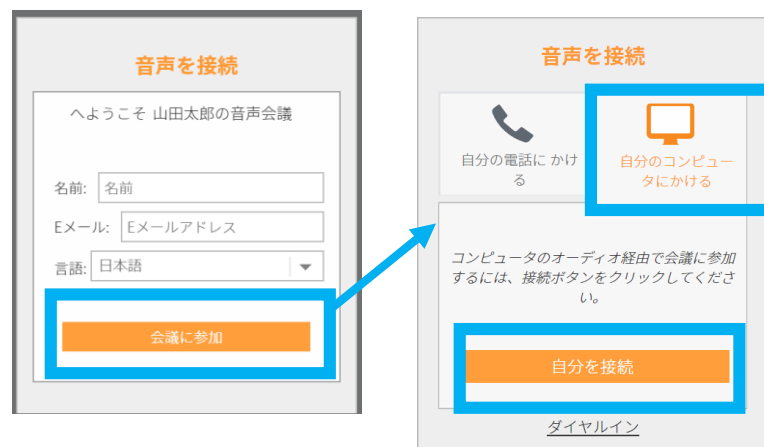 音声を接続
へようこそ 山田太郎の音声会議
名前: 名前
Eメール: Eメールアドレス
言語: 日本語
会議に参加
音声を接続
自分の電話に かけ
る
自分のコンピュー
タにかける
コンピュータのオーディオ経由で会議に参加
するには、接続ボタンをクリックしてくださ
い。
自分を接続
ダイヤルイン